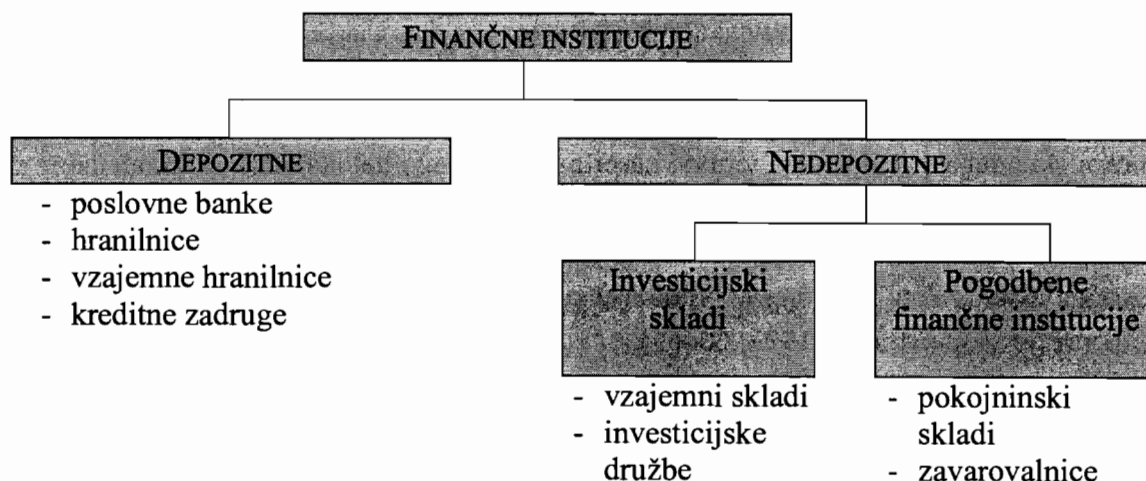 FINANČNE INSTITUCIJE
DEPOZITNE
- poslovne banke
- hranilnice
- vzajemne hranilnice
- kreditne zadruge
NEDEPOZITNE
Investicijski
skladi
- vzajemni skladi
- investicijske
družbe
Pogodbene
finančne institucije
- pokojninski
skladi
- zavarovalnice